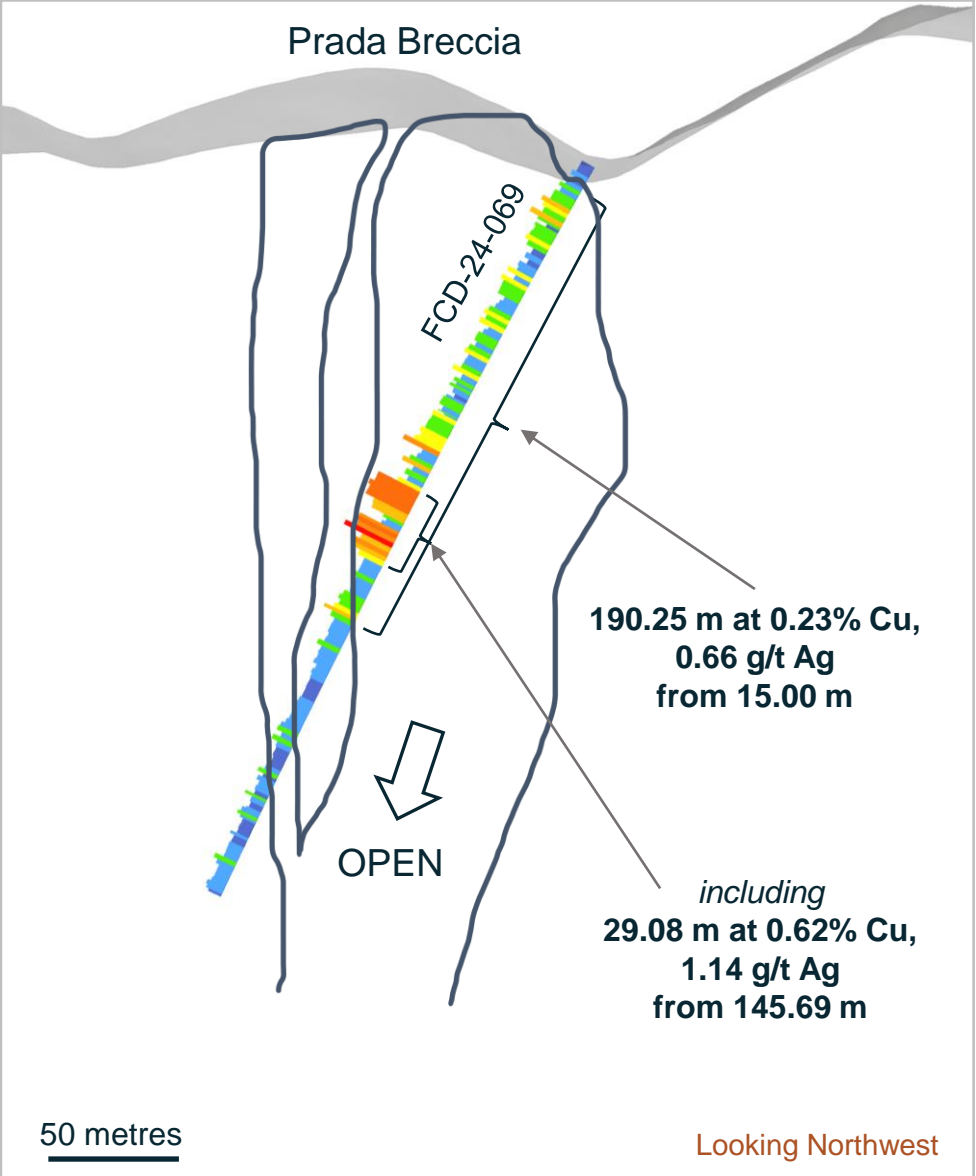 Prada Breccia
FCD-24-069
190.25 m at 0.23% Cu,
0.66 g/t Ag
from 15.00 m
OPEN
including
29.08 m at 0.62% Cu,
1.14 g/t Ag
from 145.69 m
50 metres
Looking Northwest